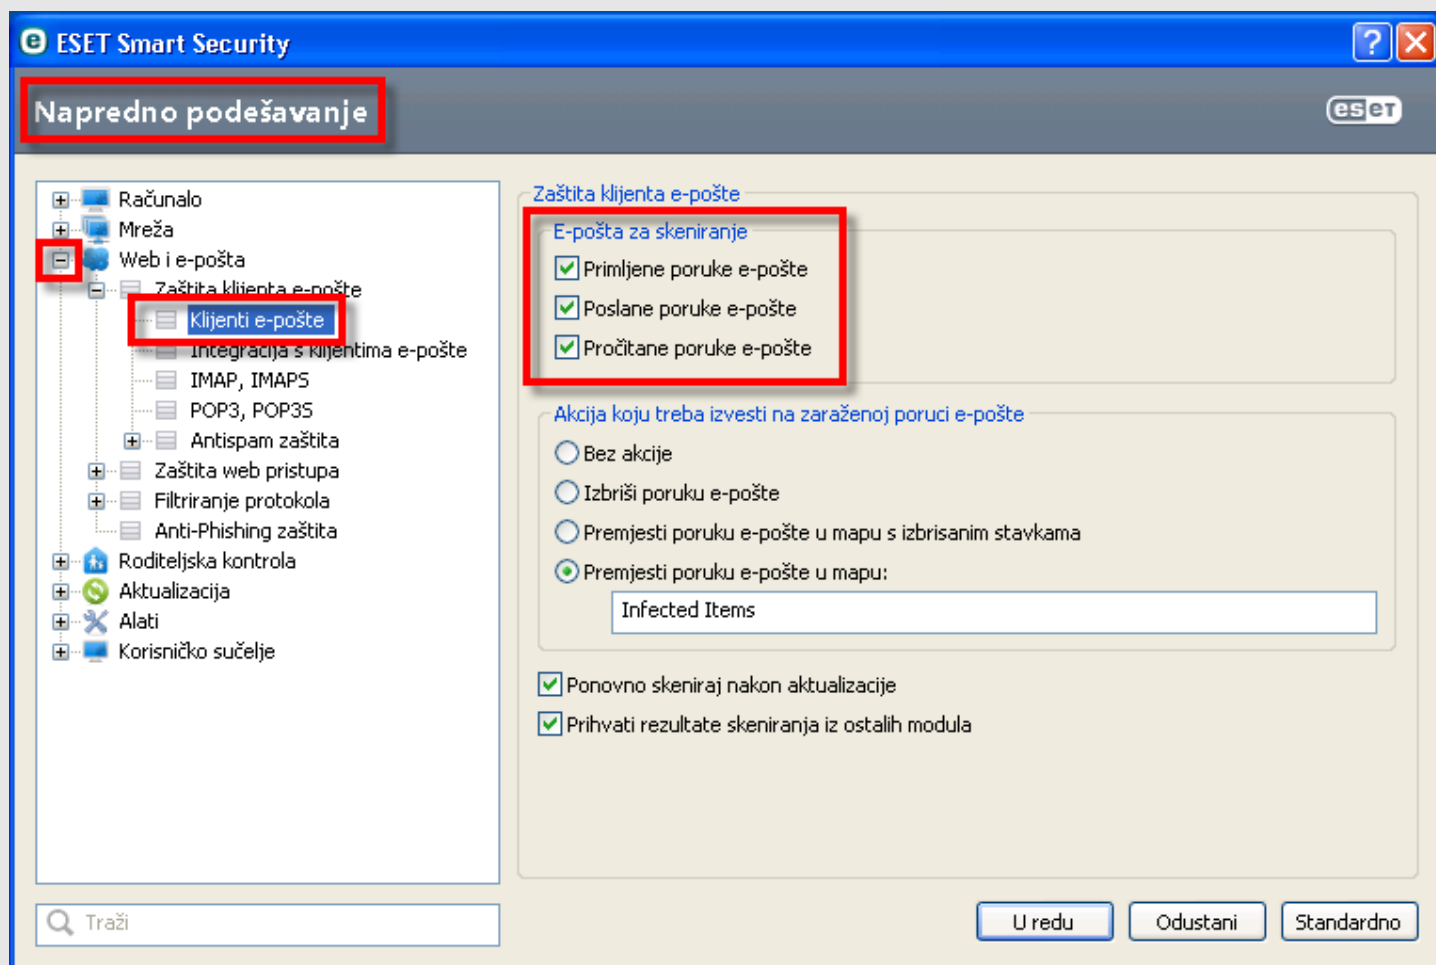 ESET Smart Security
Napredno podešavanje
eset
Računalo
Mreža
Web i e-pošta
Zaštita klijenta e-pošte
Klijenti e-pošte
Integracija s klijentima e-pošte
IMAP, IMAPS
POP3, POP3S
Antispam zaštita
Zaštita web pristupa
Filtriranje protokola
Anti-Phishing zaštita
Roditeljska kontrola
Aktualizacija
Alati
Korisničko sučelje
Traži
Zaštita klijenta e-pošte
E-pošta za skeniranje
Primljene poruke e-pošte
Poslane poruke e-pošte
Pročitane poruke e-pošte
Akcija koju treba izvesti na zaraženoj poruci e-pošte
Bez akcije
Izbriši poruku e-pošte
Premjesti poruku e-pošte u mapu s izbrisanim stavkama
Premjesti poruku e-pošte u mapu:
Infected Items
Ponovno skeniraj nakon aktualizacije
Prihvati rezultate skeniranja iz ostalih modula
U redu Odustani Standardno